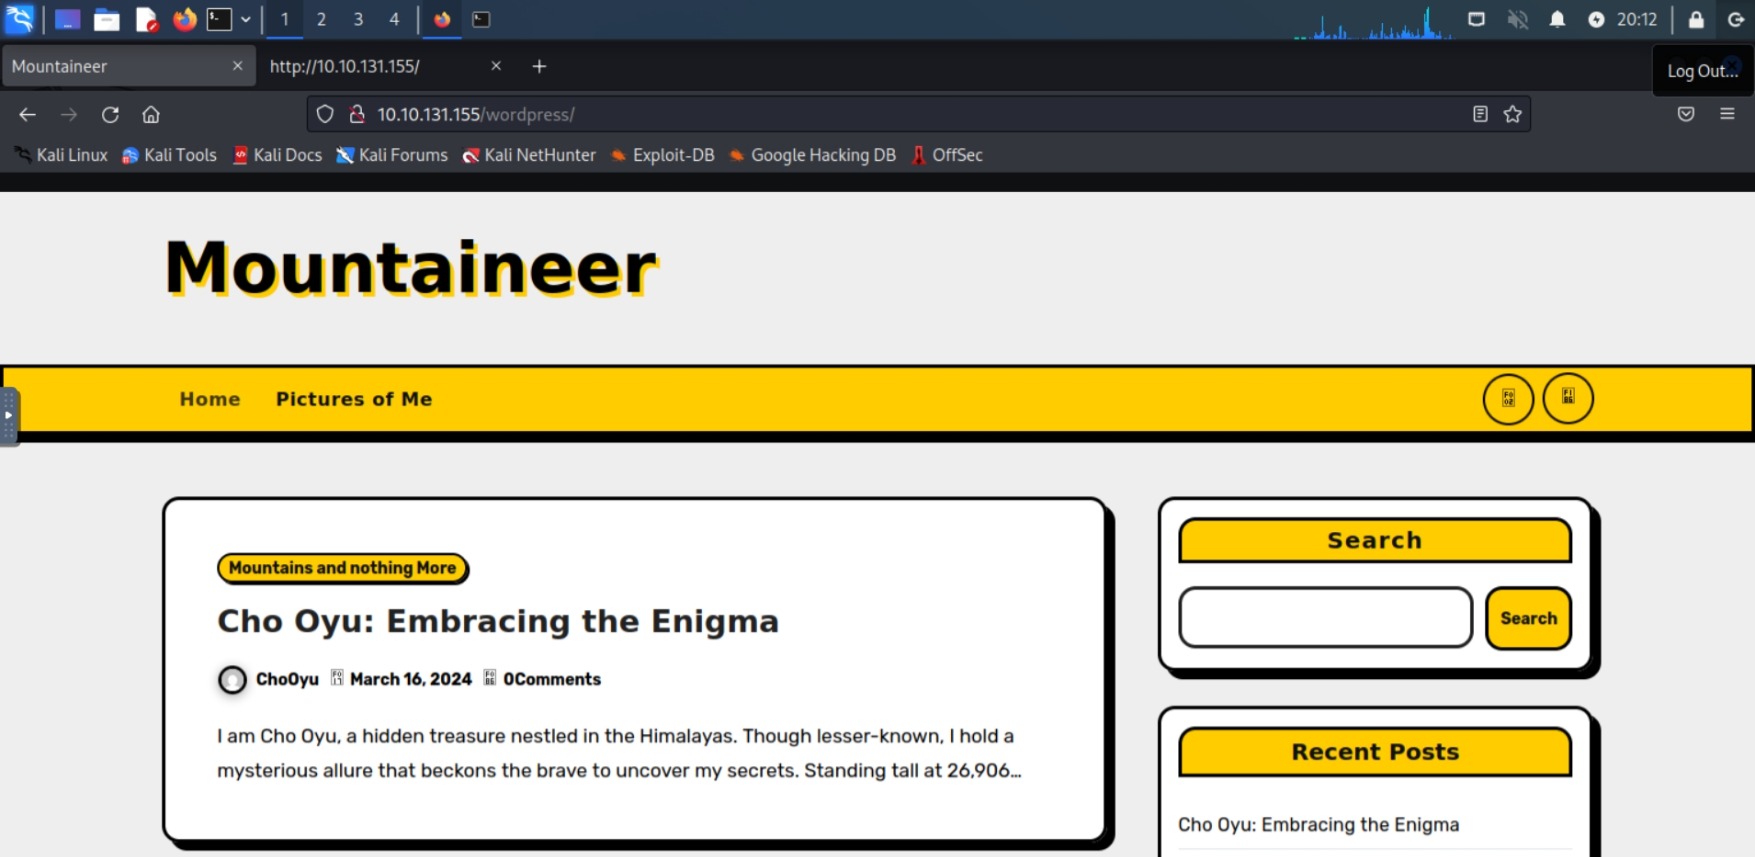 1 2 3 4 20:12
Mountaineer http://10.10.131.155/
Log Out...
10.10.131.155/wordpress/
Kali Linux Kali Tools Kali Docs Kali Forums Kali NetHunter Exploit-DB Google Hacking DB OffSec
Mountaineer
Home Pictures of Me
Mountains and nothing More
Cho Oyu: Embracing the Enigma
ChoOyu March 16, 2024 0Comments
I am Cho Oyu, a hidden treasure nestled in the Himalayas. Though lesser-known, I hold a
mysterious allure that beckons the brave to uncover my secrets. Standing tall at 26,906...
Search
Search
Recent Posts
Cho Oyu: Embracing the Enigma